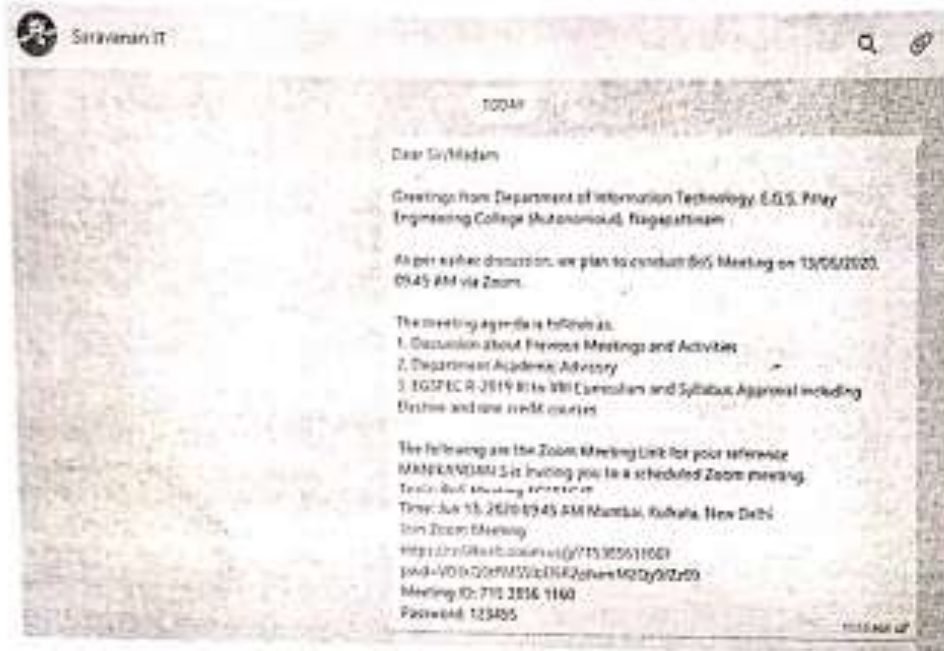 Saravanan IT
TODAY
Dear Sir/Madam
Greetings from Department of Information Technology, E.G.S. Pillay
Engineering College (Autonomous), Nagapattinam
As per earlier discussion, we plan to conduct BoS Meeting on 13/06/2020,
09.45 AM via Zoom.
The meeting agenda is follows as.
1. Discussion about Previous Meetings and Activities
2. Department Academic Advisory
3. EGSPEC R-2019 III to VIII Curriculum and Syllabus Approval including
Elective and one credit courses
The following are the Zoom Meeting Link for your reference
MANIKANDAN S is inviting you to a scheduled Zoom meeting.
Topic: BoS Meeting
Time: Jun 13, 2020 09:45 AM Mumbai, Kolkata, New Delhi
Join Zoom Meeting
Meeting ID: 715 3856 1160
Password: 123455